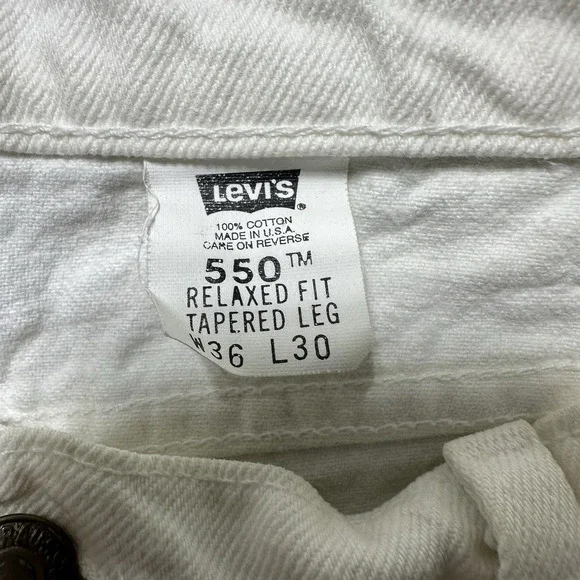 Levi's ®
100% COTTON
MADE IN U.S.A.
CARE ON REVERSE
550™
RELAXED FIT
TAPERED LEG
W36 L30